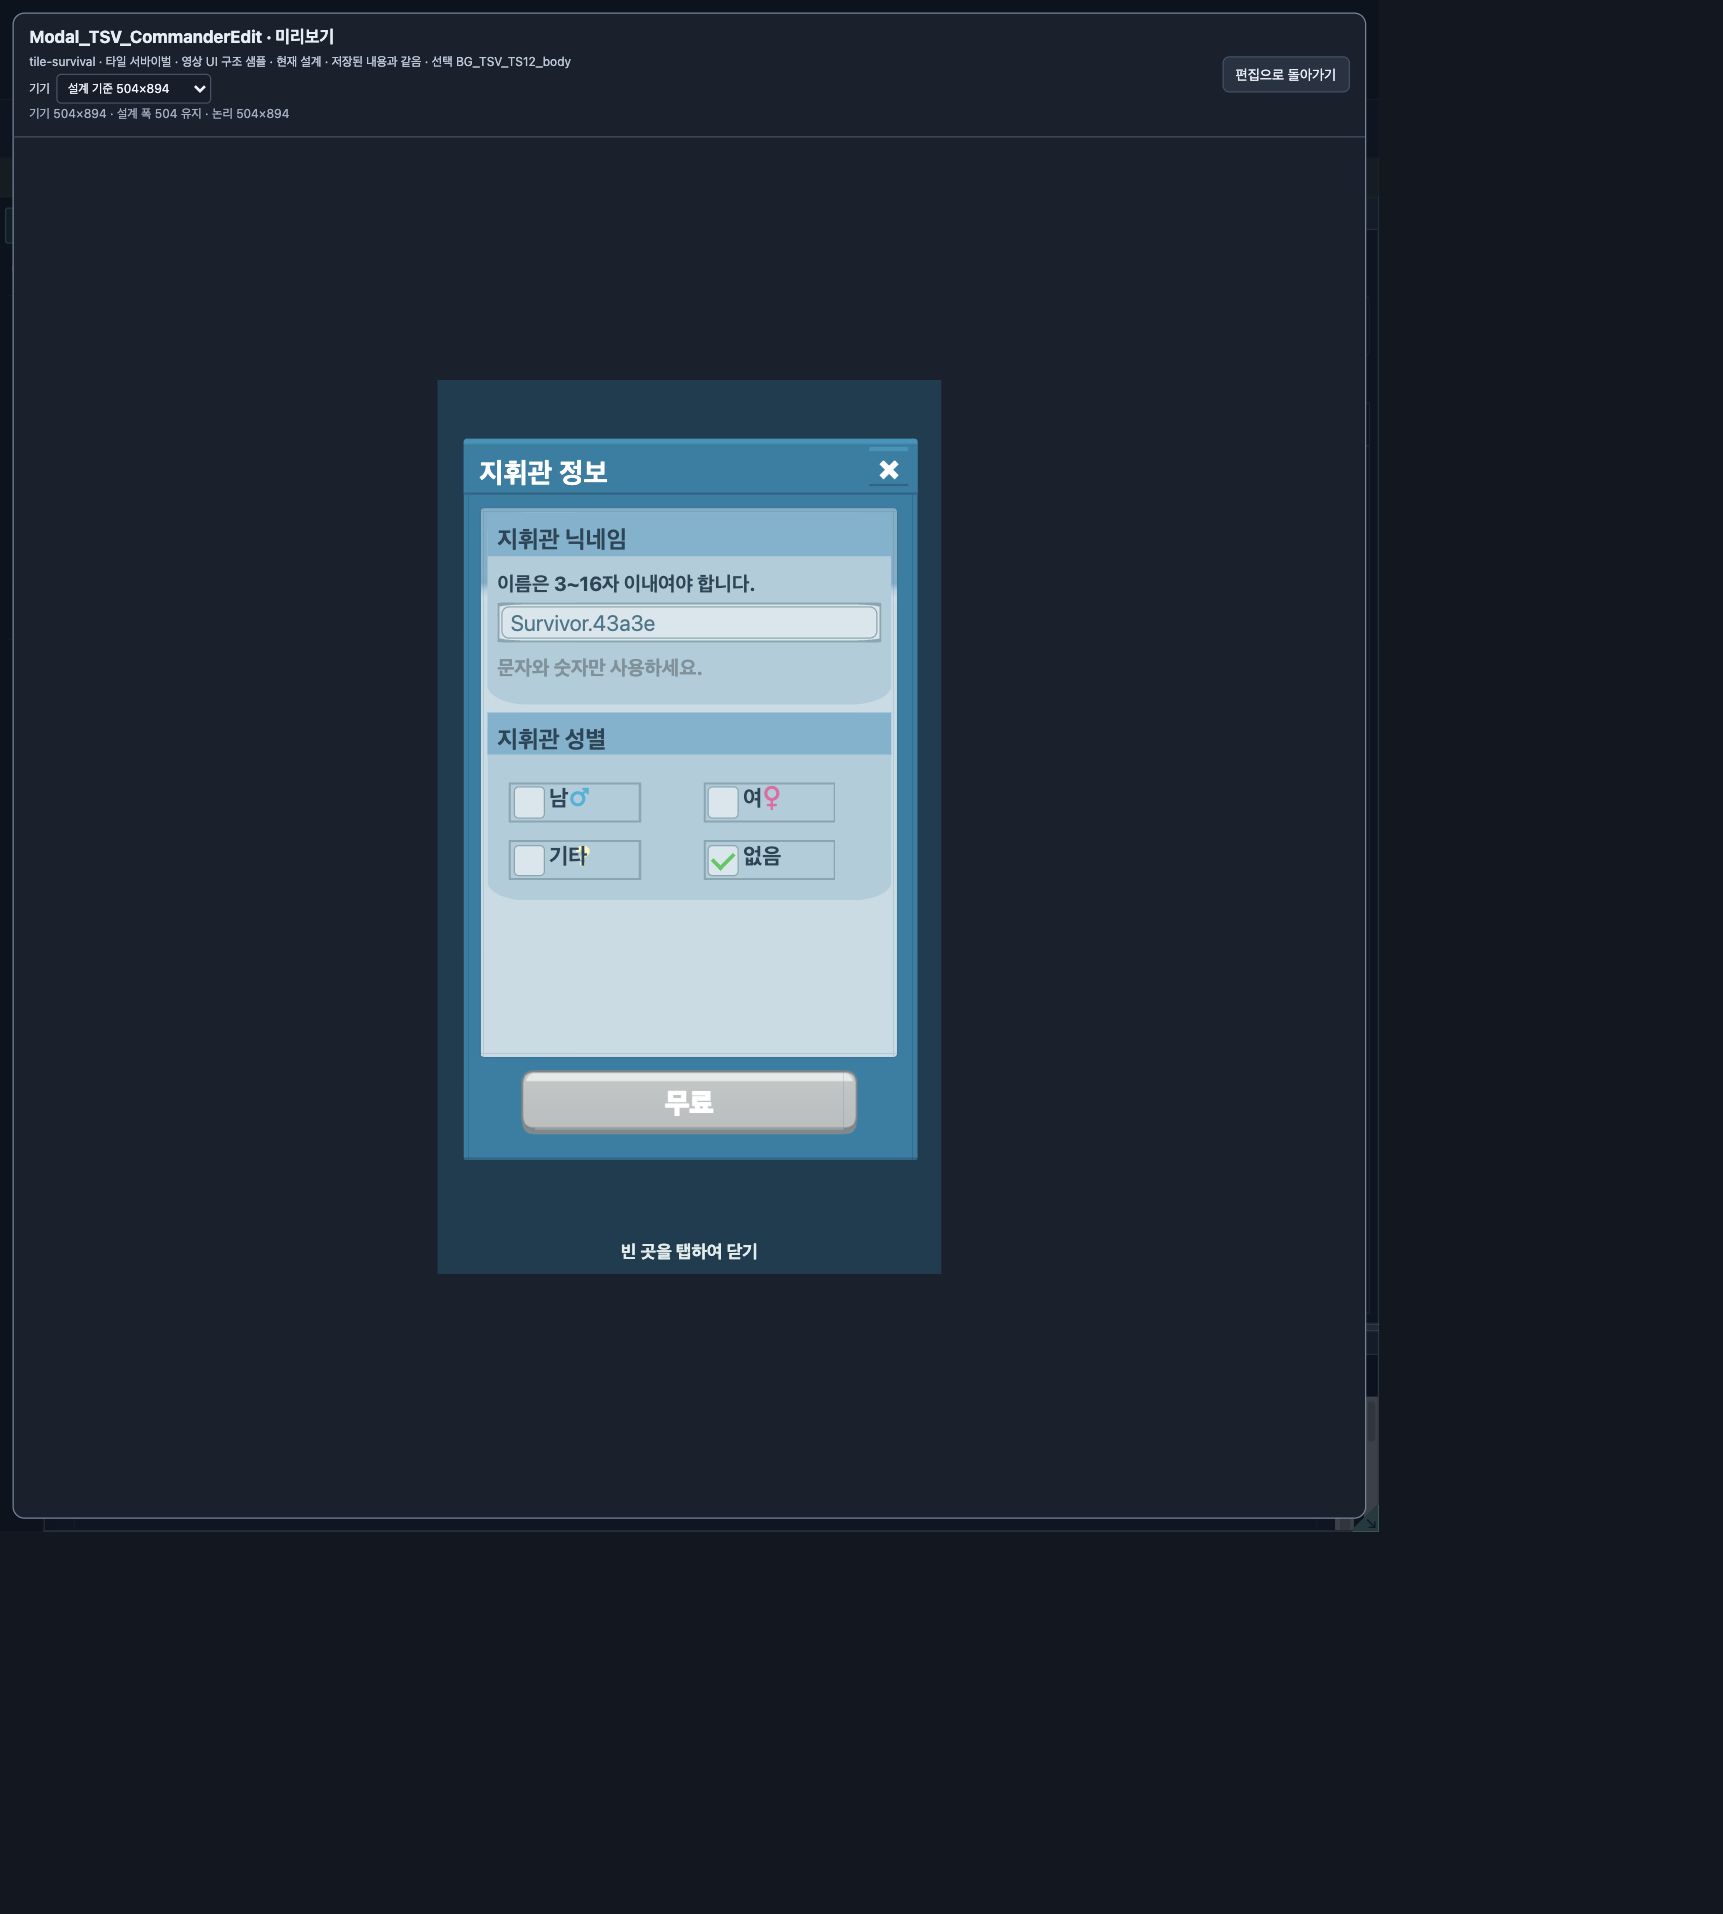 Modal_TSV_CommanderEdit · 미리보기
tile-survival · 타일 서바이벌 · 영상 UI 구조 샘플 · 현재 설계 · 저장된 내용과 같음 · 선택 BG_TSV_TS12_body
기기 설계 기준 504×894
편집으로 돌아가기
기기 504×894 · 설계 폭 504 유지 · 논리 504×894
지휘관 정보
지휘관 닉네임
이름은 3~16자 이내여야 합니다.
Survivor.43a3e
문자와 숫자만 사용하세요.
지휘관 성별
남♂ 여♀
기타 없음
무료
빈 곳을 탭하여 닫기